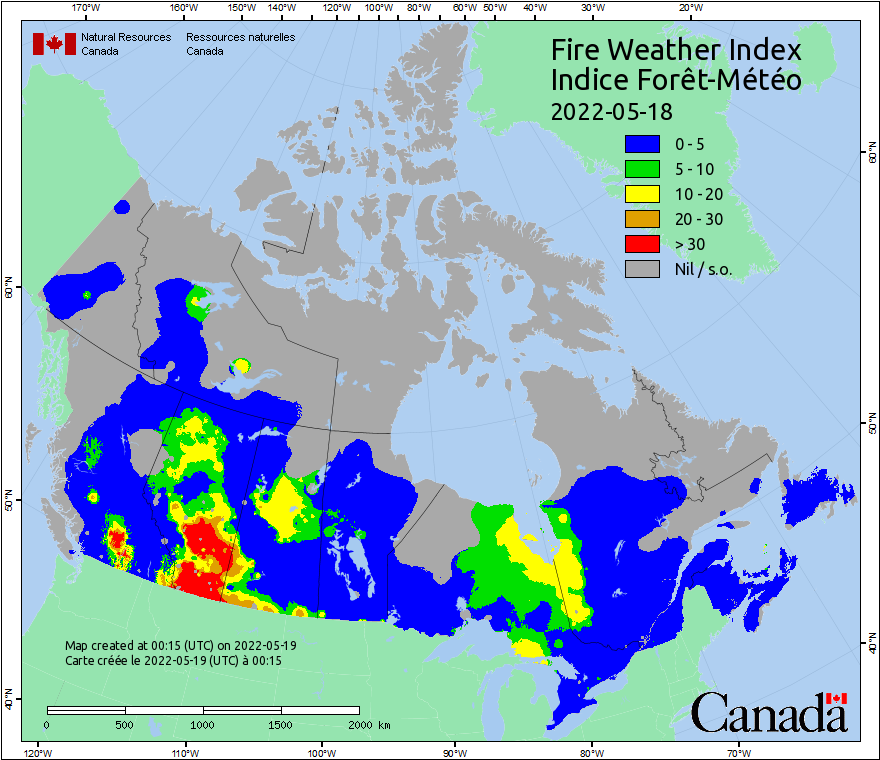 170°W 160°W 150°W 140°W 130°W 120°W 110°W 100°W 90°W 80°W 70°W 60°W 50°W 40°W 30°W 20°W
Natural Resources Ressources naturelles
Canada Canada
Fire Weather Index
Indice Forêt-Météo
2022-05-18
0 - 5
5 - 10
10 - 20
20 - 30
> 30
Nil / s.o.
60°N
60°N
50°N
50°N
40°N
40°N
Map created at 00:15 (UTC) on 2022-05-19
Carte créée le 2022-05-19 (UTC) à 00:15
0 500 1000 1500 2000 km
Canada
120°W 110°W 100°W 90°W 80°W 70°W